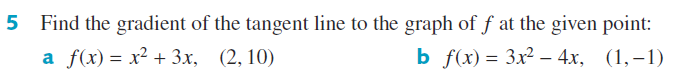 5 Find the gradient of the tangent line to the graph of f at the given point:
a f(x) = x² + 3x, (2, 10) b f(x) = 3x² – 4x, (1, –1)